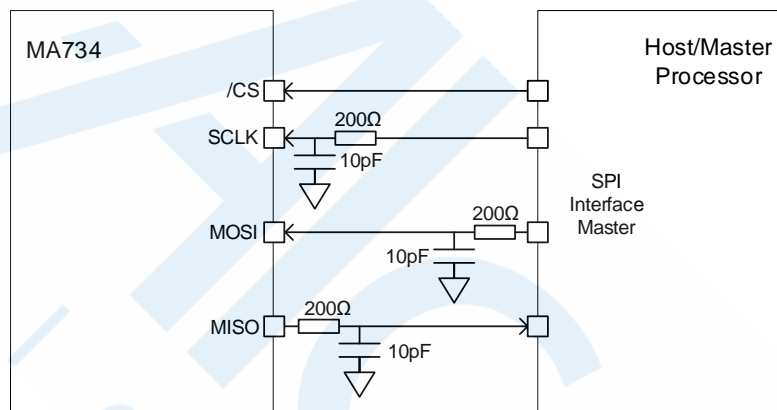 MA734
Host/Master
Processor
/CS
200Ω
SCLK
10pF
SPI
Interface
Master
200Ω
MOSI
10pF
200Ω
MISO
10pF